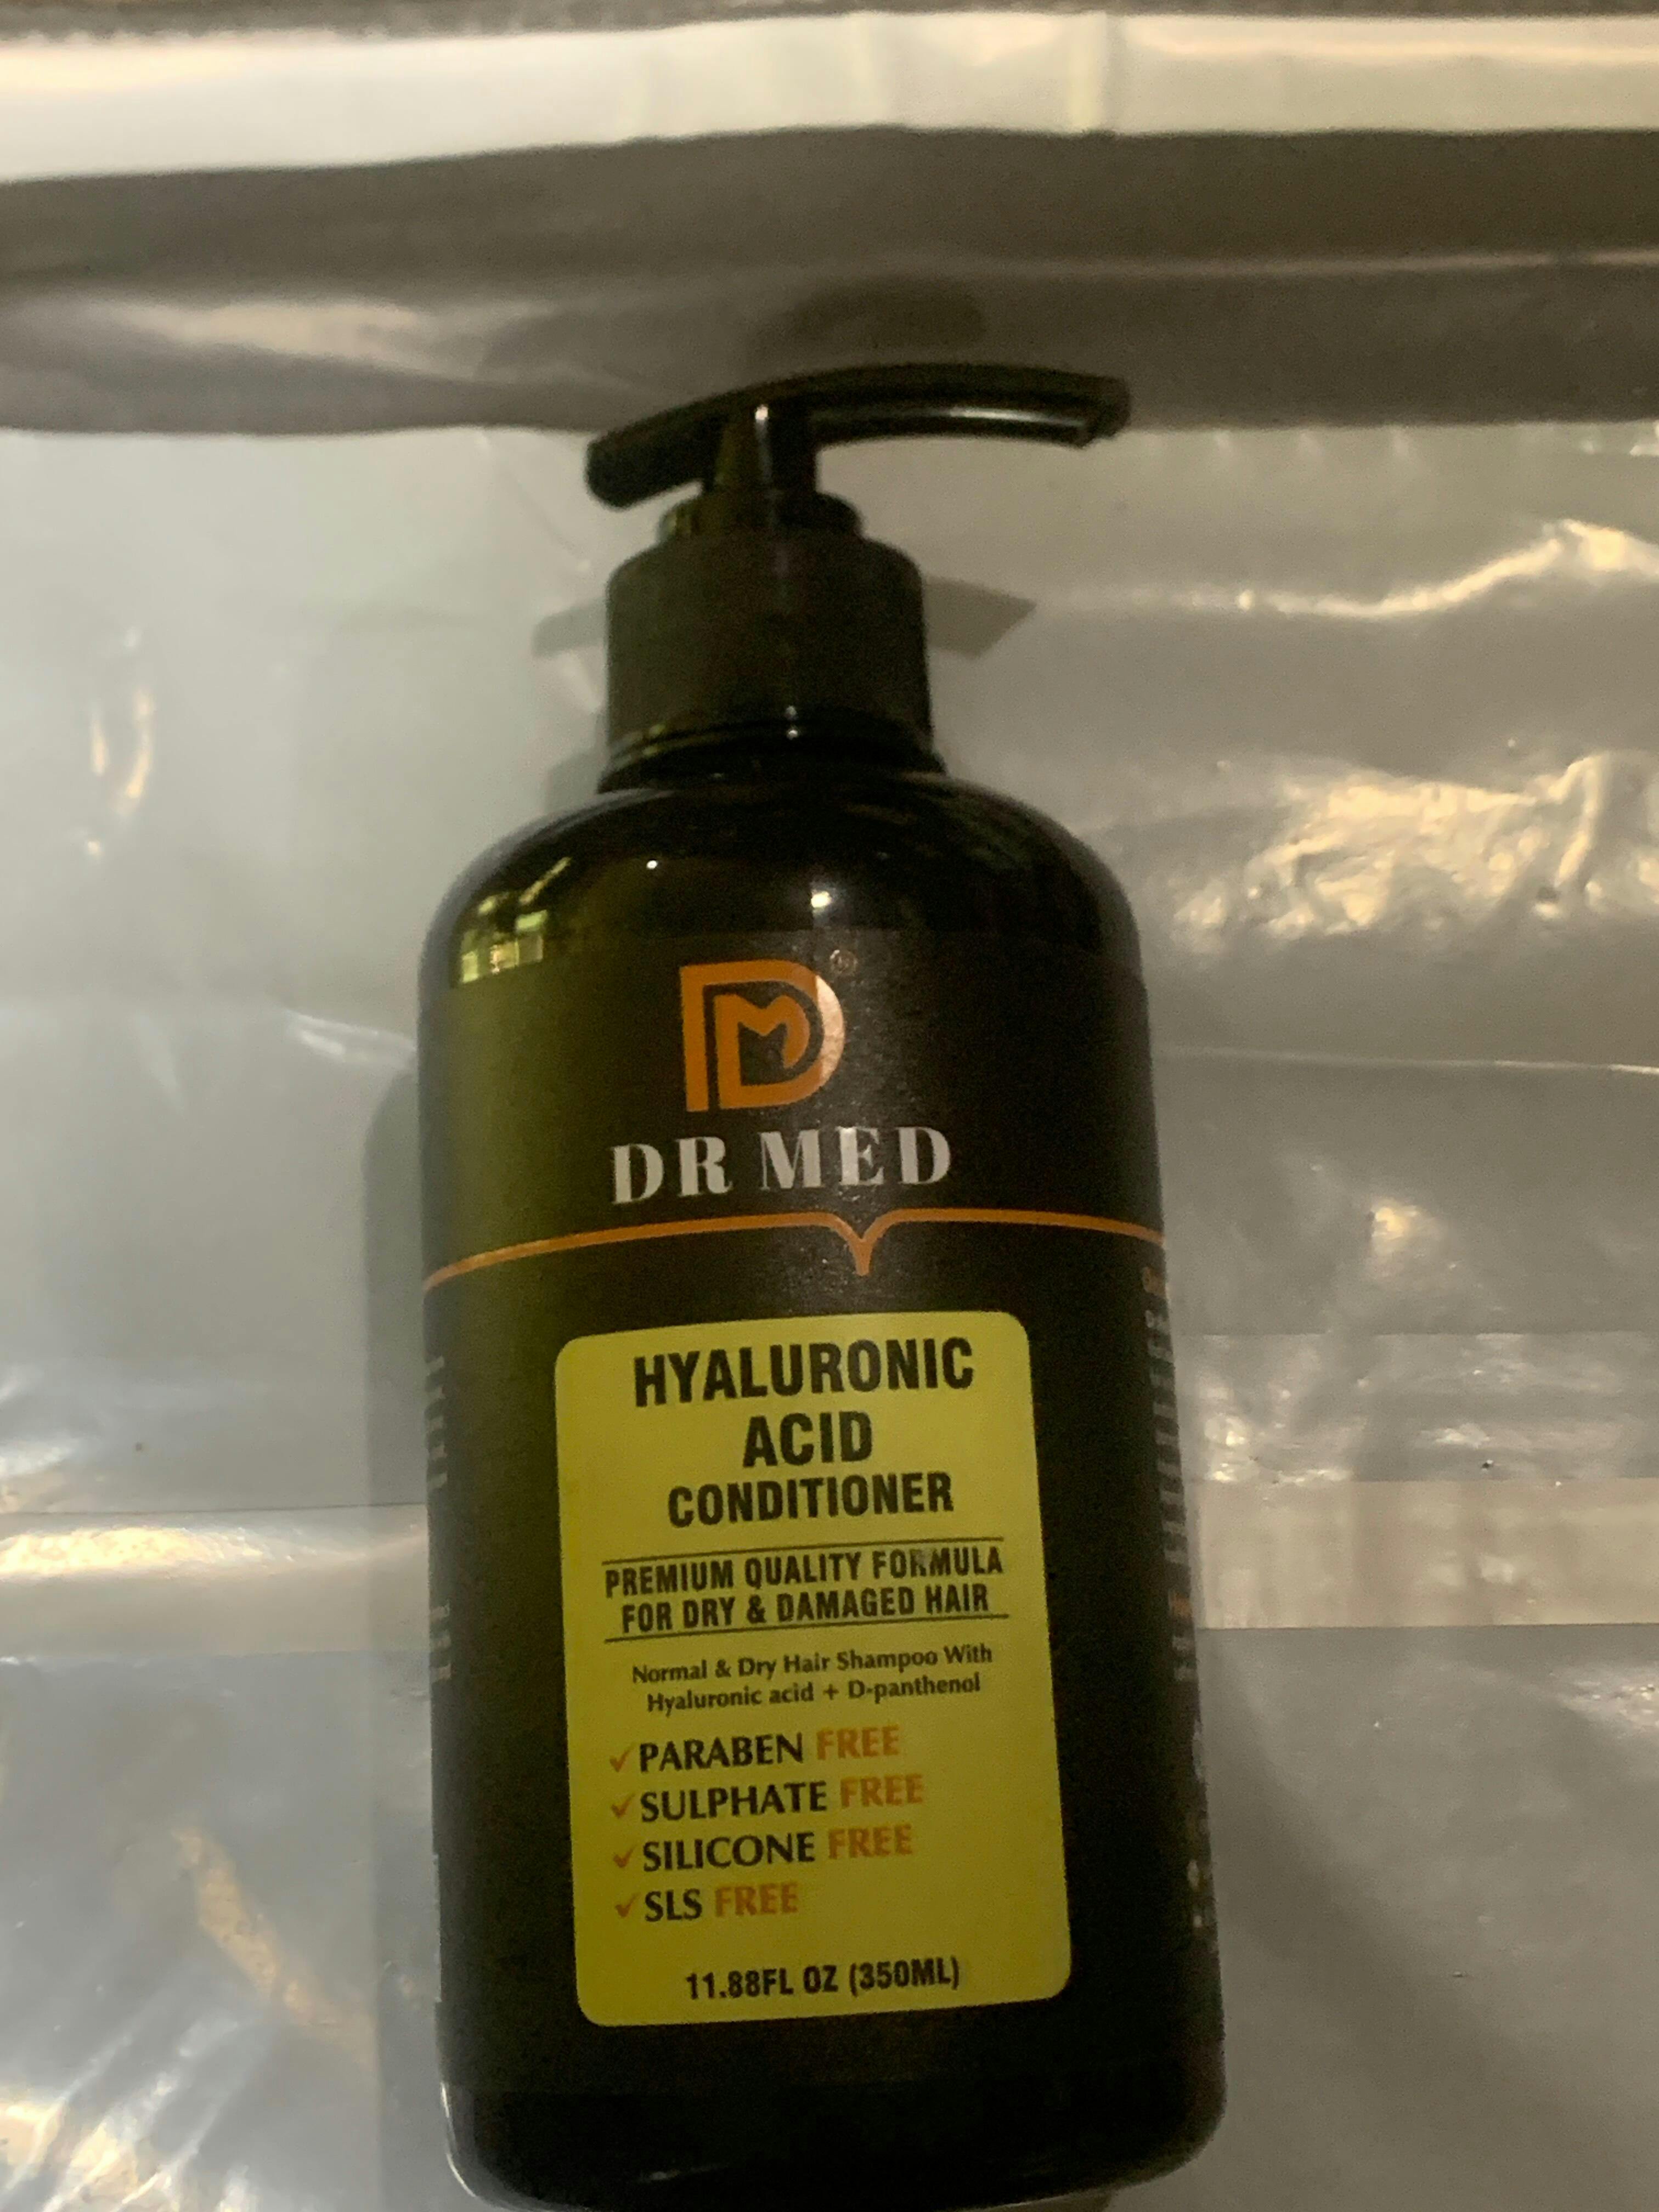 DM
®
DR MED
HYALURONIC
ACID
CONDITIONER
PREMIUM QUALITY FORMULA
FOR DRY & DAMAGED HAIR
Normal & Dry Hair Shampoo With
Hyaluronic acid + D-panthenol
✓PARABEN FREE
✓SULPHATE FREE
✓SILICONE FREE
✓SLS FREE
11.88FL OZ (350ML)